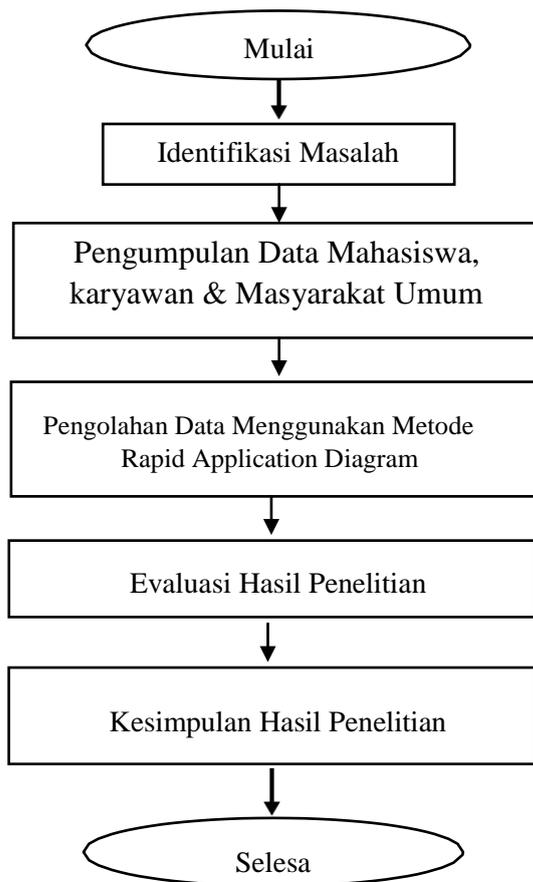 Mulai
Identifikasi Masalah
Pengumpulan Data Mahasiswa,
karyawan & Masyarakat Umum
Pengolahan Data Menggunakan Metode
Rapid Application Diagram
Evaluasi Hasil Penelitian
Kesimpulan Hasil Penelitian
Selesa